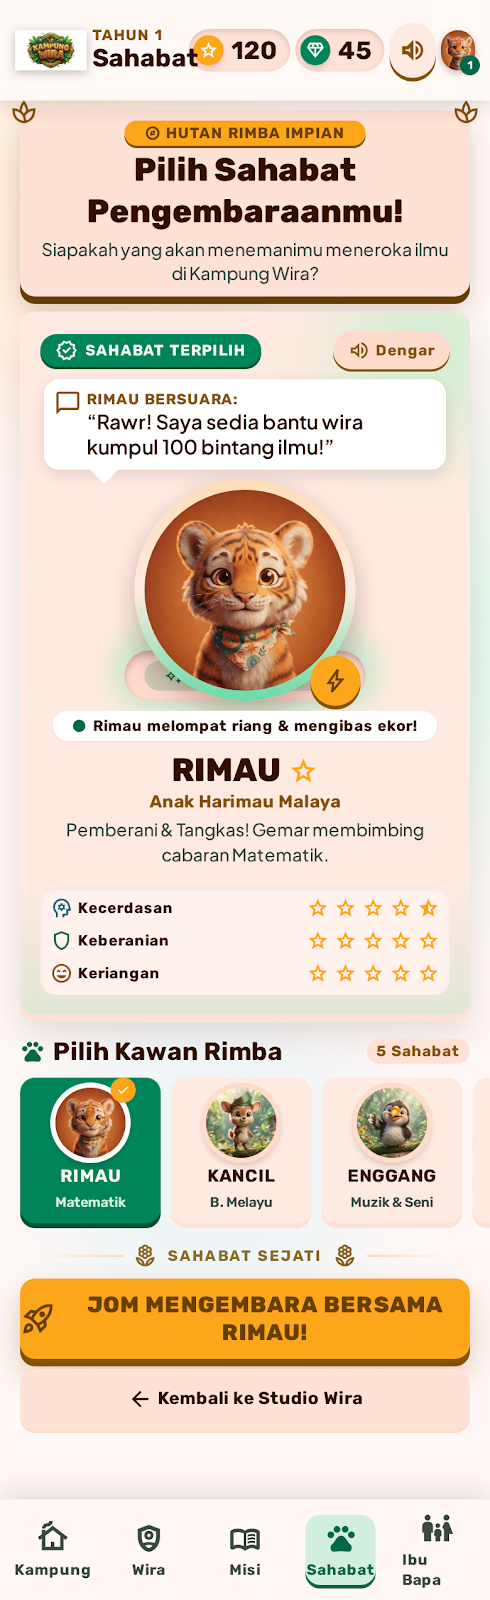 KAMPUNG
WIRA
TAHUN 1
Sahabat
120
45
1
HUTAN RIMBA IMPIAN
Pilih Sahabat
Pengembaraanmu!
Siapakah yang akan menemanimu meneroka ilmu
di Kampung Wira?
SAHABAT TERPILIH
Dengar
RIMAU BERSUARA:
“Rawr! Saya sedia bantu wira
kumpul 100 bintang ilmu!”
Rimau melompat riang & mengibas ekor!
RIMAU
Anak Harimau Malaya
Pemberani & Tangkas! Gemar membimbing
cabaran Matematik.
Kecerdasan
Keberanian
Keriangan
Pilih Kawan Rimba
5 Sahabat
RIMAU
Matematik
KANCIL
B. Melayu
ENGGANG
Muzik & Seni
SAHABAT SEJATI
JOM MENGEMBARA BERSAMA
RIMAU!
Kembali ke Studio Wira
Kampung
Wira
Misi
Sahabat
Ibu
Bapa